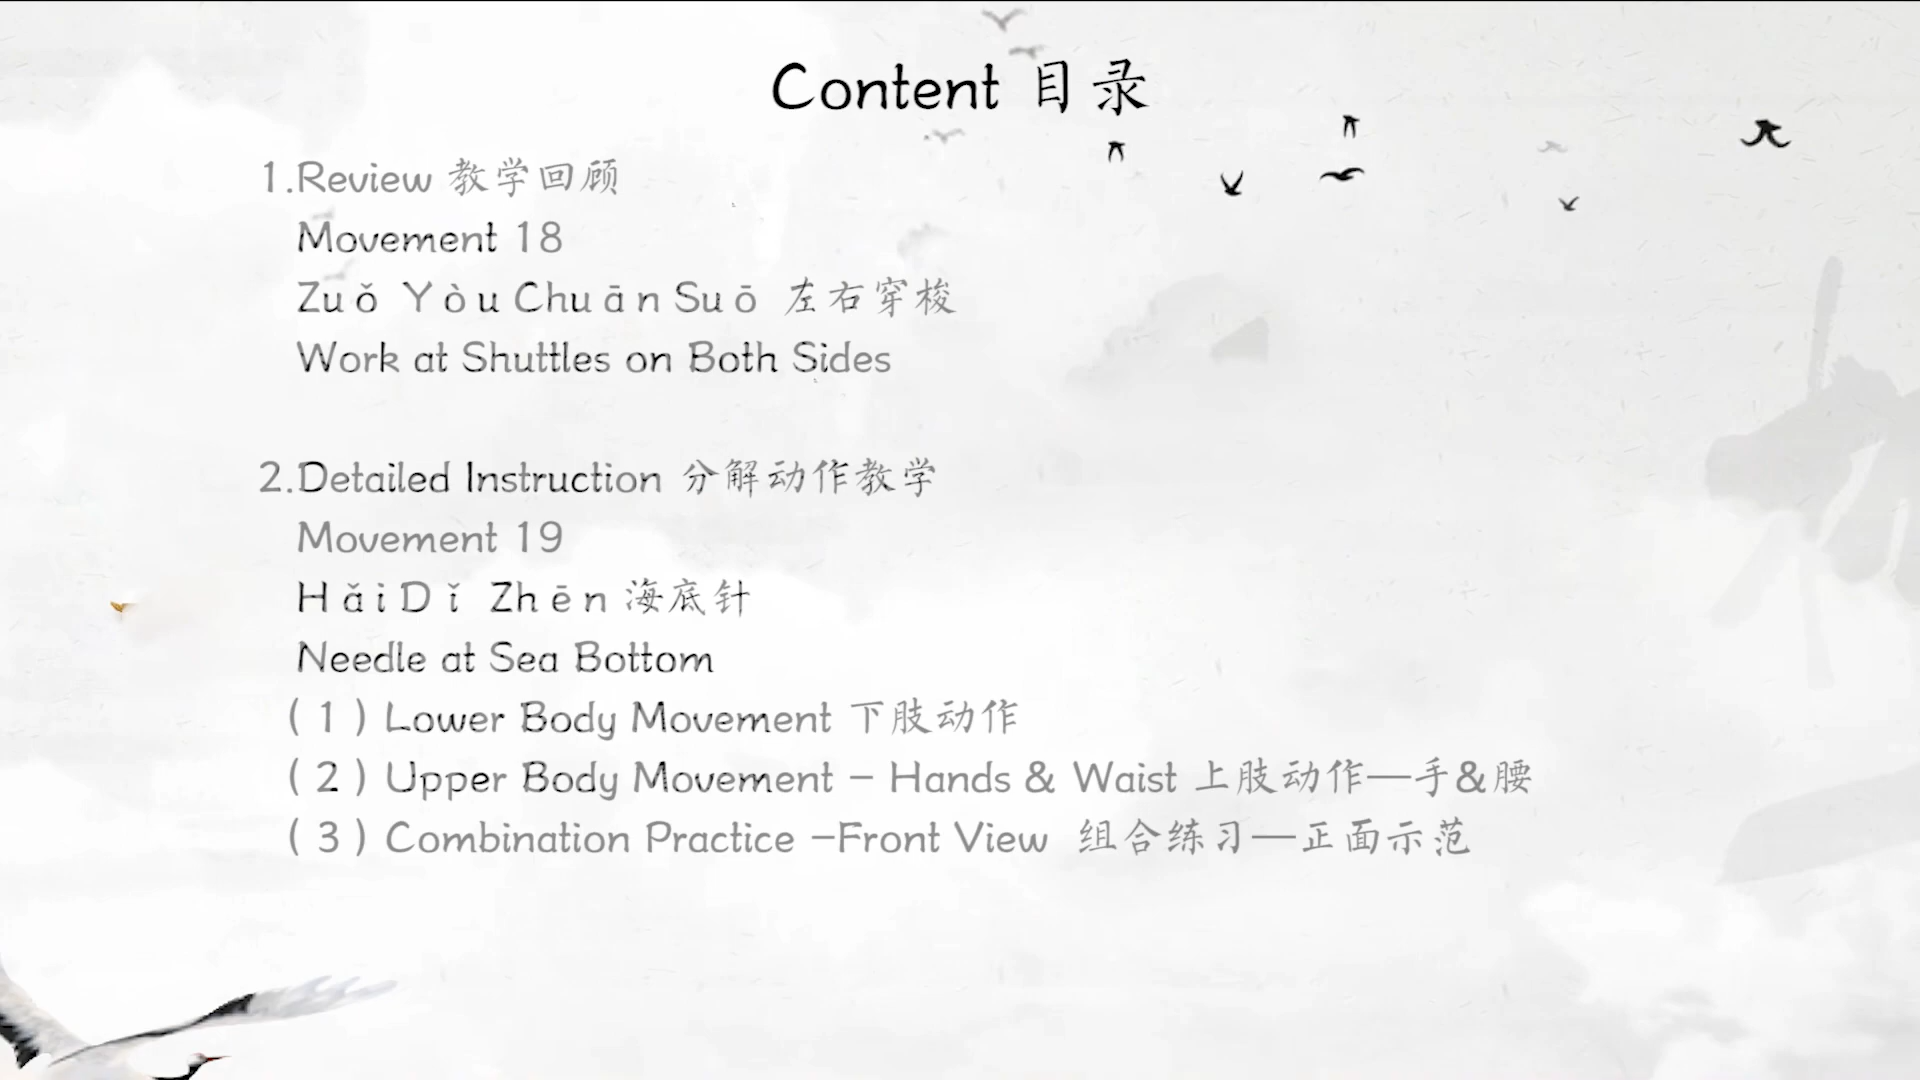 Content 目录
1.Review 教学回顾
Movement 18
Zuǒ Yòu Chuān Suō 左右穿梭
Work at Shuttles on Both Sides
2.Detailed Instruction 分解动作教学
Movement 19
Hǎi Dǐ Zhēn 海底针
Needle at Sea Bottom
(1) Lower Body Movement 下肢动作
(2) Upper Body Movement – Hands & Waist 上肢动作—手&腰
(3) Combination Practice –Front View 组合练习—正面示范